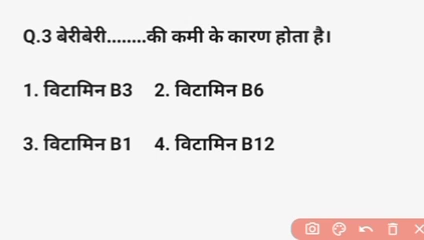 Q.3 बेरीबेरी........की कमी के कारण होता है।
1. विटामिन B3 2. विटामिन B6
3. विटामिन B1 4. विटामिन B12